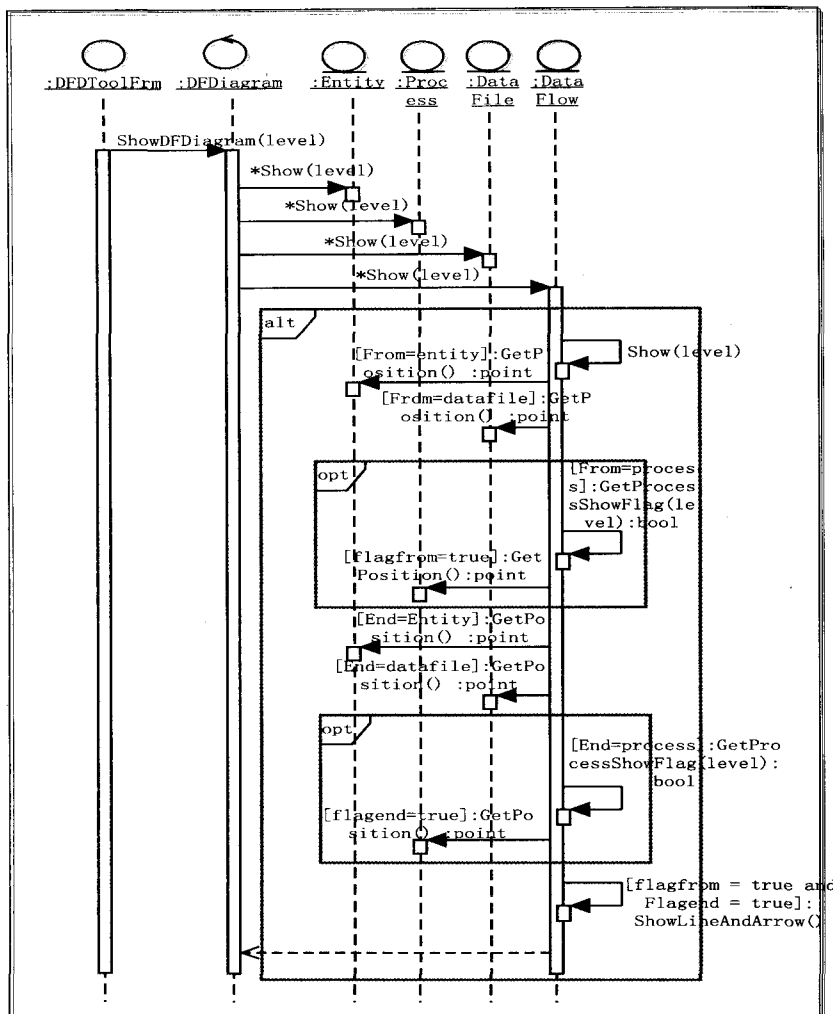 :DFDToolFrm :DFDiagram :Entity :Proc :Data :Data
ess File Flow
ShowDFDiagram(level)
*Show(level)
*Show(level)
*Show(level)
*Show(level)
alt
Show(level)
[From=entity]:GetP
osition() :point
[From=datafile]:GetP
osition() :point
opt
[From=proces
s]:GetProces
sShowFlag(le
vel):bool
[flagfrom=true]:Get
Position():point
[End=Entity]:GetPo
sition() :point
[End=datafile]:GetPo
sition() :point
opt
[End=process]:GetPro
cessShowFlag(level):
bool
[flagend=true]:GetPo
sition() :point
[flagfrom = true and
Flagend = true]:
ShowLineAndArrow()